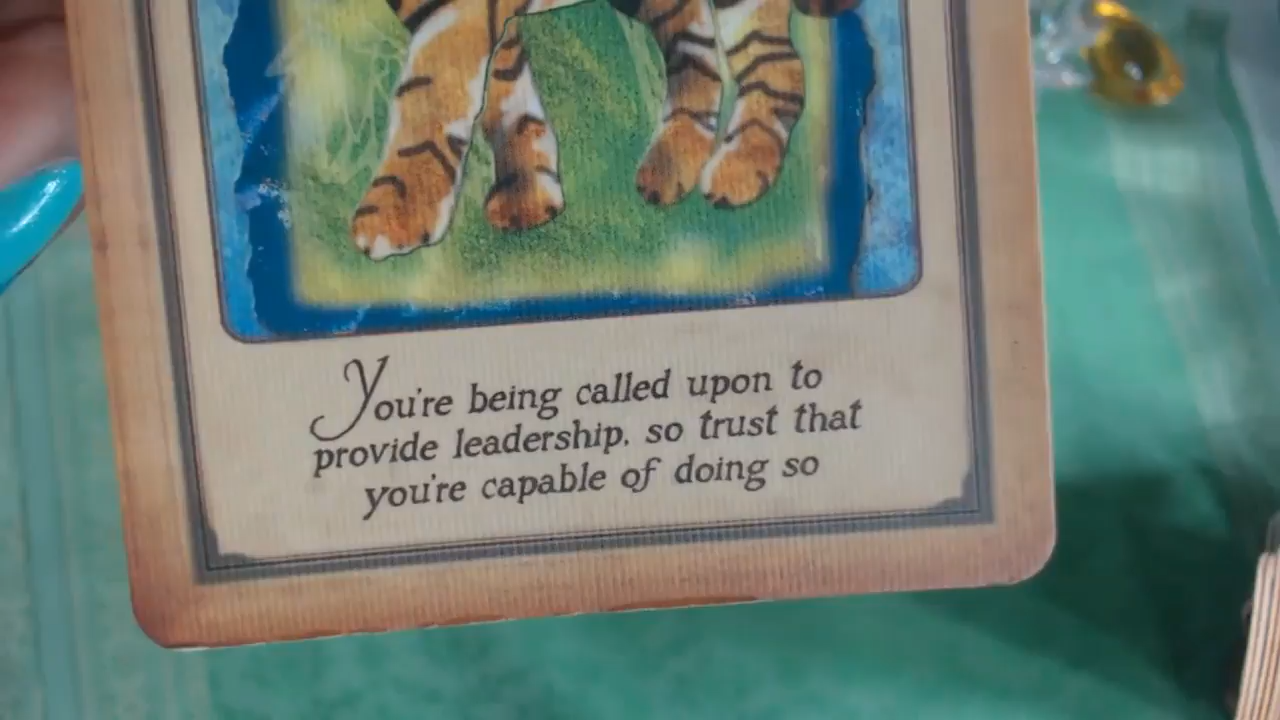 You're being called upon to
provide leadership, so trust that
you're capable of doing so